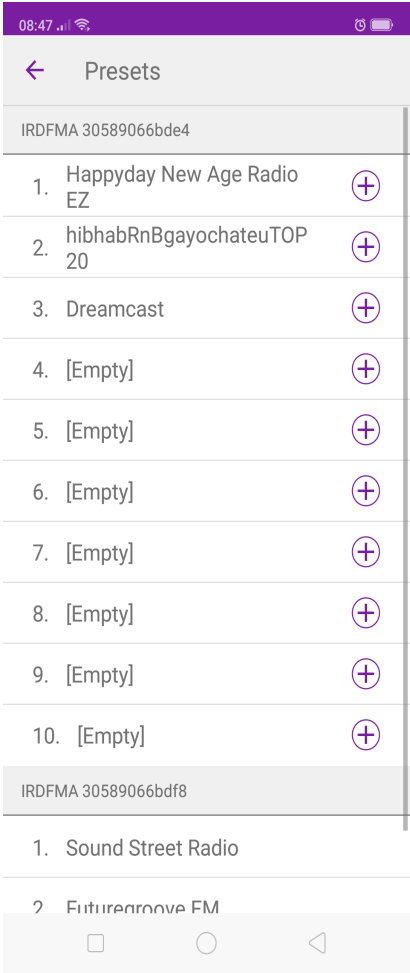 08:47
Presets
IRDFMA 30589066bde4
1. Happyday New Age Radio
EZ
2. hibhabRnBgayochateuTOP
20
3. Dreamcast
4. [Empty]
5. [Empty]
6. [Empty]
7. [Empty]
8. [Empty]
9. [Empty]
10. [Empty]
IRDFMA 30589066bdf8
1. Sound Street Radio
2 Futuregroove FM